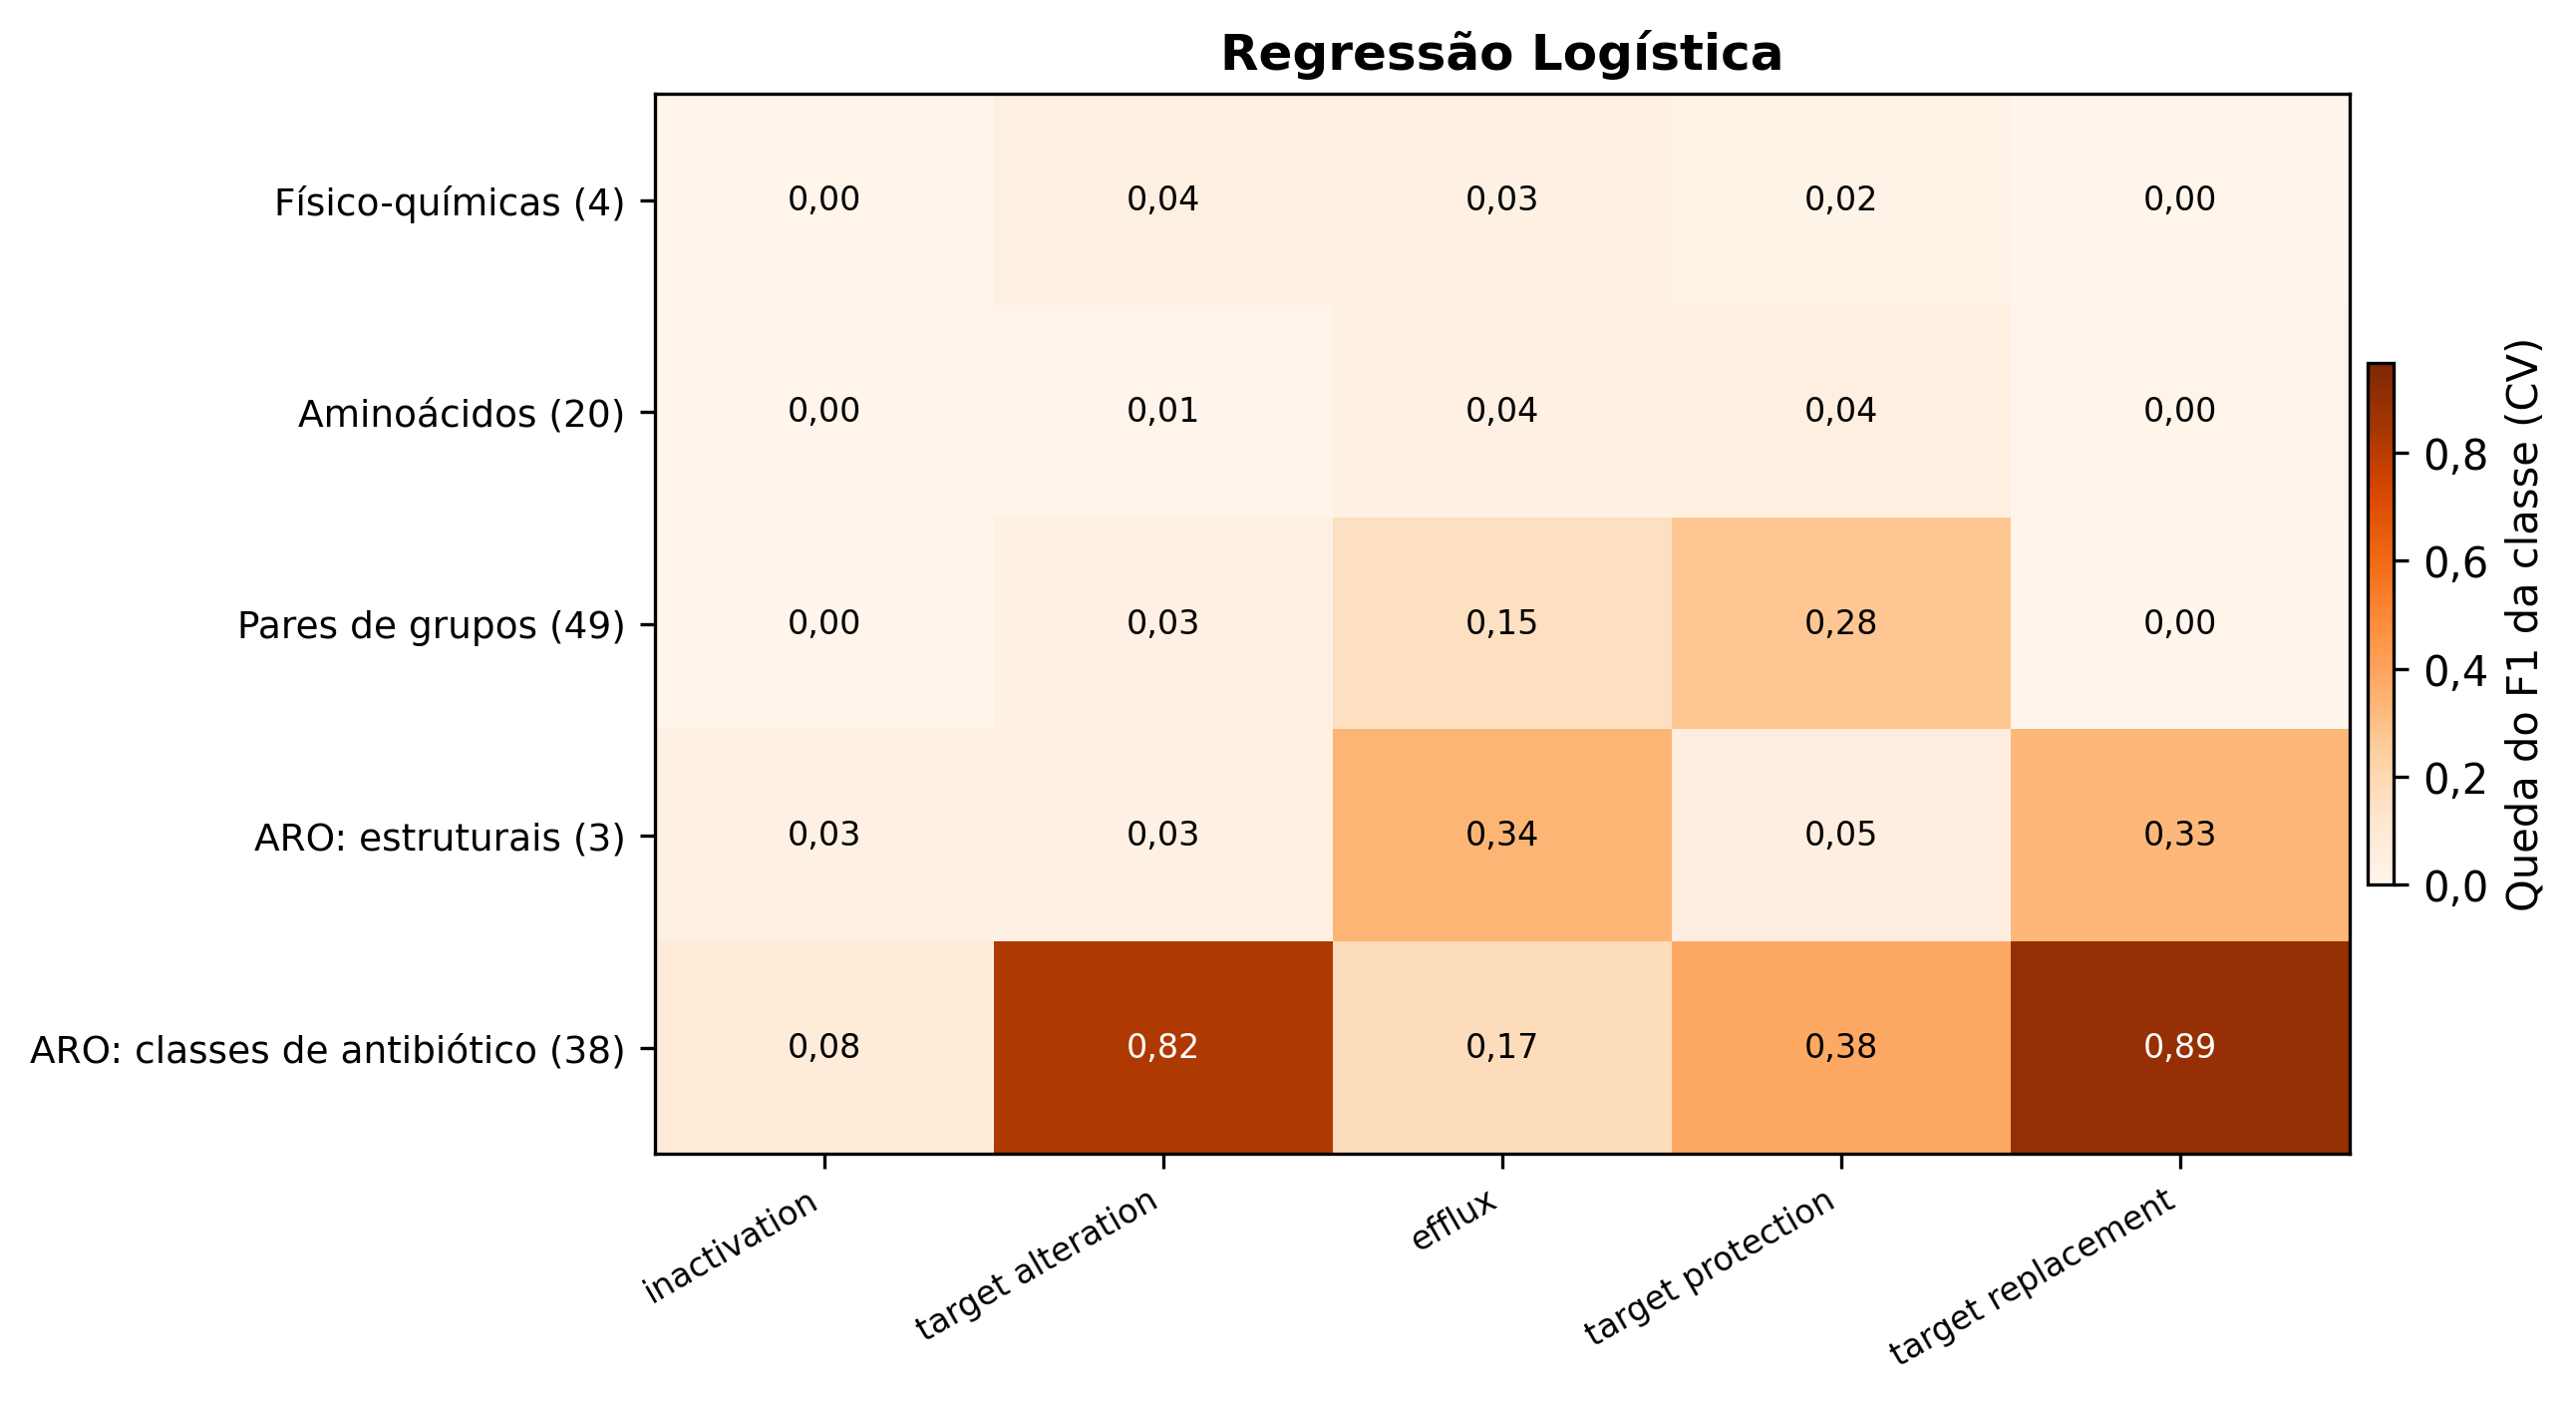 Regressão Logística
Físico-químicas (4)
0,00 0,04 0,03 0,02 0,00
Aminoácidos (20)
0,00 0,01 0,04 0,04 0,00
Pares de grupos (49)
0,00 0,03 0,15 0,28 0,00
ARO: estruturais (3)
0,03 0,03 0,34 0,05 0,33
ARO: classes de antibiótico (38)
0,08 0,82 0,17 0,38 0,89
inactivation
target alteration
efflux
target protection
target replacement
0,8
0,6
0,4
0,2
0,0
Queda do F1 da classe (CV)